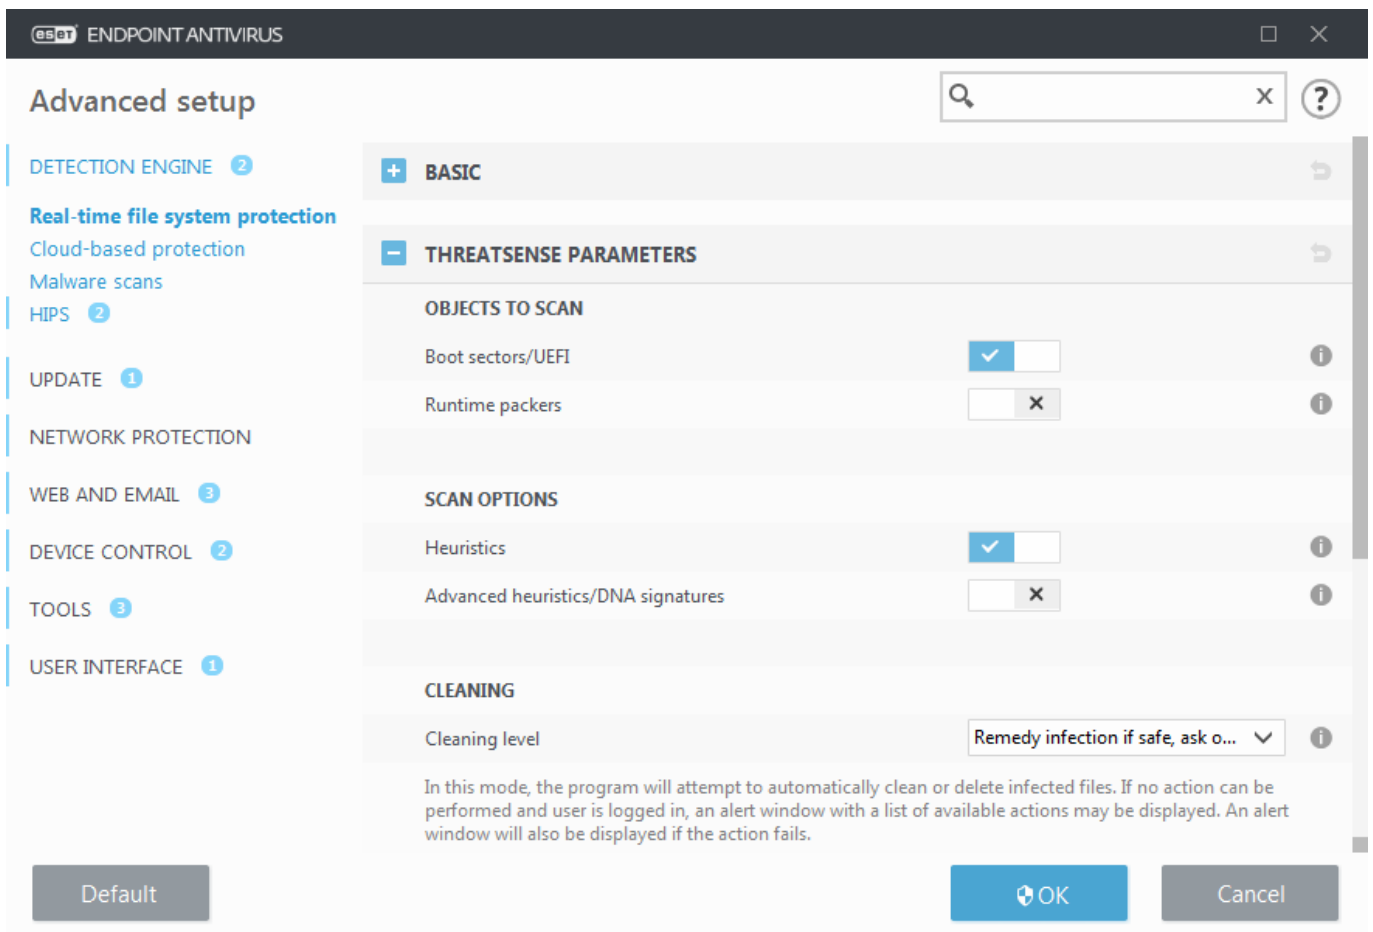 eset ENDPOINT ANTIVIRUS
Advanced setup
X
?
DETECTION ENGINE 2
Real-time file system protection
Cloud-based protection
Malware scans
HIPS 2
UPDATE 1
NETWORK PROTECTION
WEB AND EMAIL 3
DEVICE CONTROL 2
TOOLS 3
USER INTERFACE 1
BASIC
THREATSENSE PARAMETERS
OBJECTS TO SCAN
Boot sectors/UEFI
Runtime packers
SCAN OPTIONS
Heuristics
Advanced heuristics/DNA signatures
CLEANING
Cleaning level
Remedy infection if safe, ask o...
In this mode, the program will attempt to automatically clean or delete infected files. If no action can be
performed and user is logged in, an alert window with a list of available actions may be displayed. An alert
window will also be displayed if the action fails.
Default
OK
Cancel